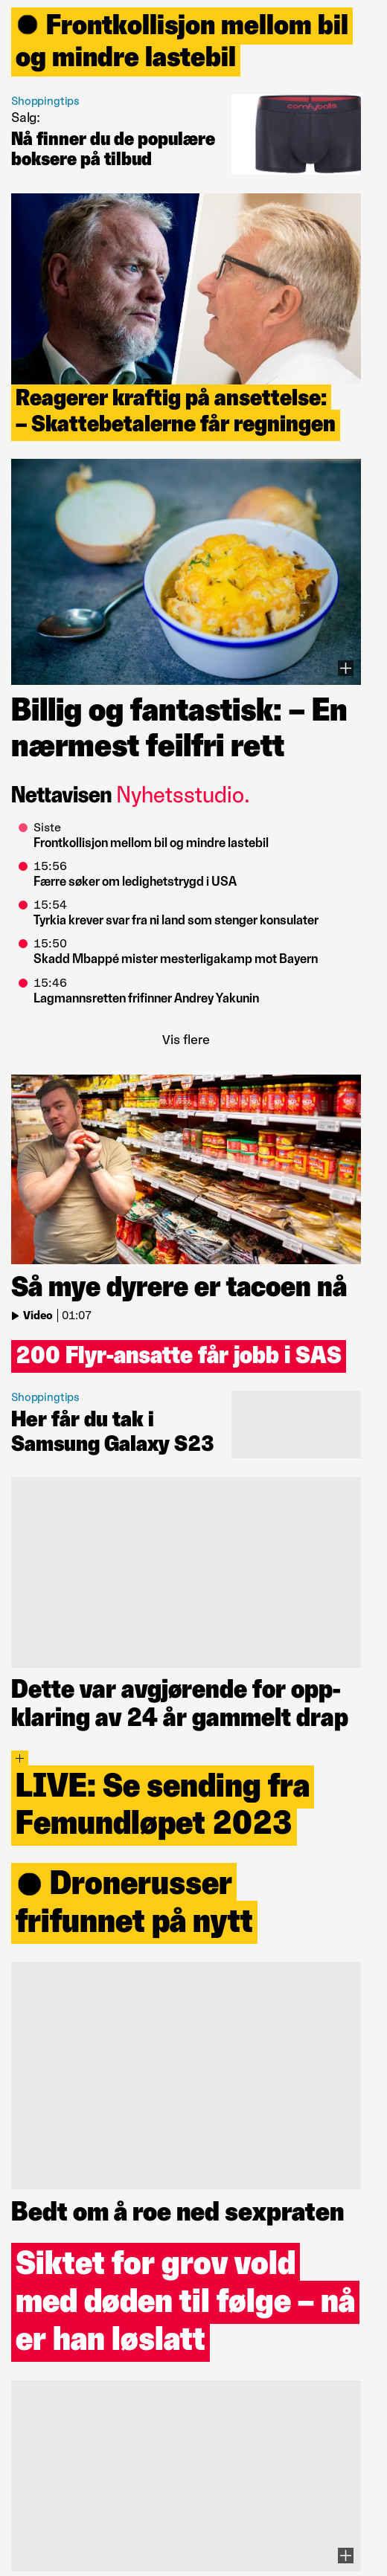 ● Frontkollisjon mellom bil
og mindre lastebil
Shoppingtips
Salg:
Nå finner du de populære
boksere på tilbud
comfyballs
Reagerer kraftig på ansettelse:
– Skattebetalerne får regningen
Billig og fantastisk: – En
nærmest feilfri rett
Nettavisen Nyhetsstudio.
Siste
Frontkollisjon mellom bil og mindre lastebil
15:56
Færre søker om ledighetstrygd i USA
15:54
Tyrkia krever svar fra ni land som stenger konsulater
15:50
Skadd Mbappé mister mesterligakamp mot Bayern
15:46
Lagmannsretten frifinner Andrey Yakunin
Vis flere
Så mye dyrere er tacoen nå
Video | 01:07
200 Flyr-ansatte får jobb i SAS
Shoppingtips
Her får du tak i
Samsung Galaxy S23
Dette var avgjørende for opp-
klaring av 24 år gammelt drap
LIVE: Se sending fra
Femundløpet 2023
● Dronerusser
frifunnet på nytt
Bedt om å roe ned sexpraten
Siktet for grov vold
med døden til følge – nå
er han løslatt